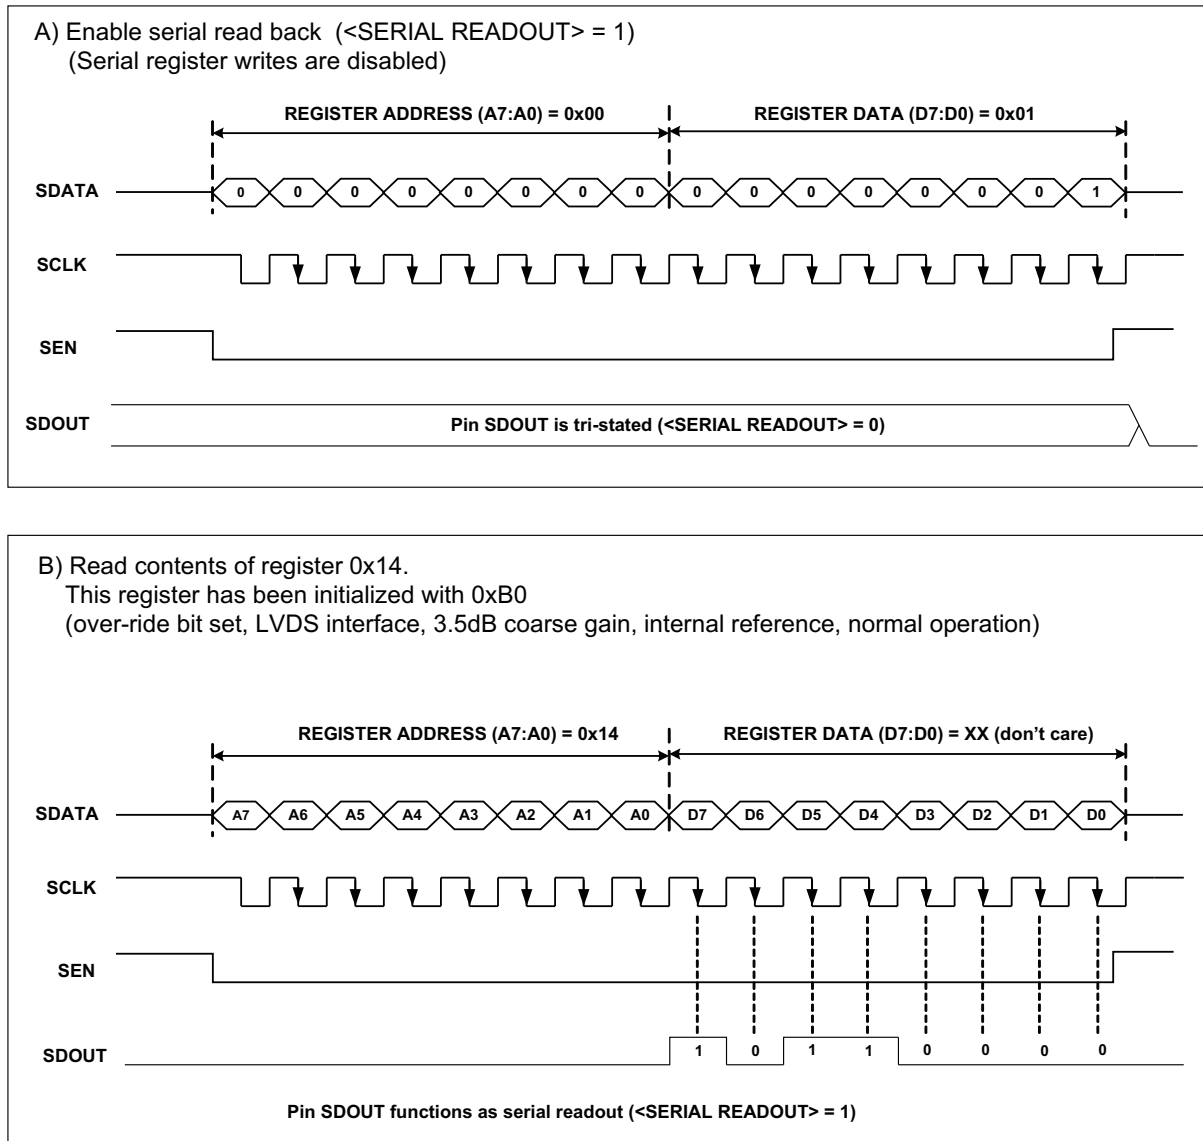 A) Enable serial read back (<SERIAL READOUT> = 1)
(Serial register writes are disabled)
REGISTER ADDRESS (A7:A0) = 0x00 REGISTER DATA (D7:D0) = 0x01
SDATA 0 0 0 0 0 0 0 0 0 0 0 0 0 0 0 1
SCLK
SEN
SDOUT Pin SDOUT is tri-stated (<SERIAL READOUT> = 0)
B) Read contents of register 0x14.
This register has been initialized with 0xB0
(over-ride bit set, LVDS interface, 3.5dB coarse gain, internal reference, normal operation)
REGISTER ADDRESS (A7:A0) = 0x14 REGISTER DATA (D7:D0) = XX (don't care)
SDATA A7 A6 A5 A4 A3 A2 A1 A0 D7 D6 D5 D4 D3 D2 D1 D0
SCLK
SEN
SDOUT 1 0 1 1 0 0 0 0
Pin SDOUT functions as serial readout (<SERIAL READOUT> = 1)